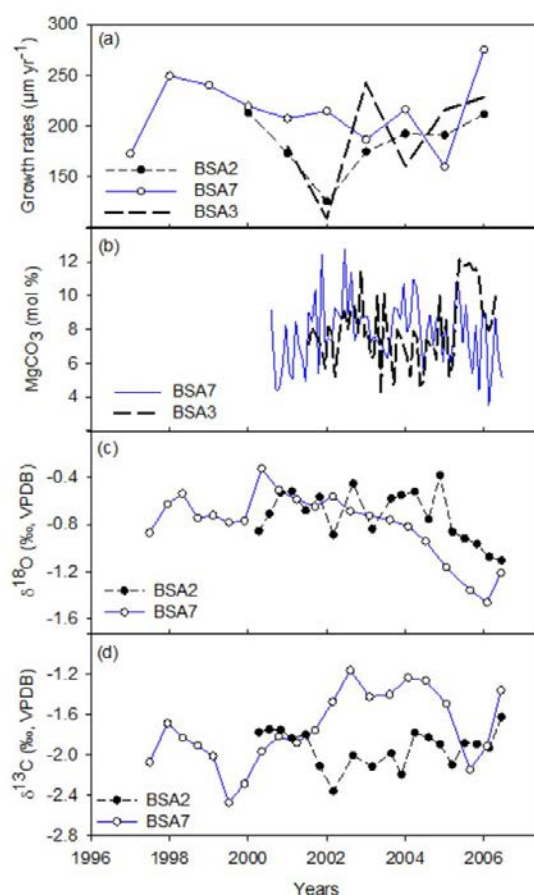 (a)
Growth rates (µm yr⁻¹)
300
250
200
150
BSA2
BSA7
BSA3
(b)
MgCO₃ (mol %)
12
10
8
6
4
BSA7
BSA3
(c)
δ¹⁸O (‰, VPDB)
-0.4
-0.8
-1.2
-1.6
BSA2
BSA7
(d)
δ¹³C (‰, VPDB)
-1.2
-1.6
-2.0
-2.4
-2.8
BSA2
BSA7
1996 1998 2000 2002 2004 2006
Years